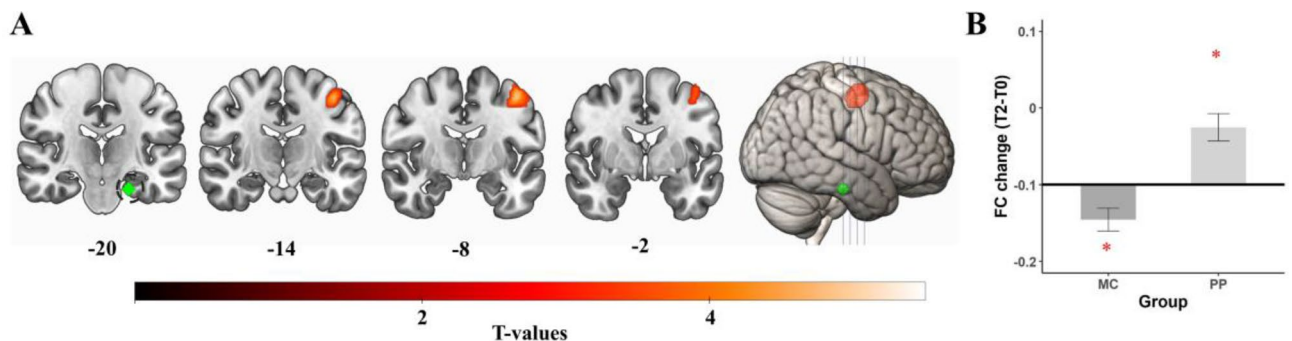 A
-20
-14
-8
-2
2
4
T-values
B
FC change (T2-T0)
0.1
*
0
-0.1
*
-0.2
MC
PP
Group